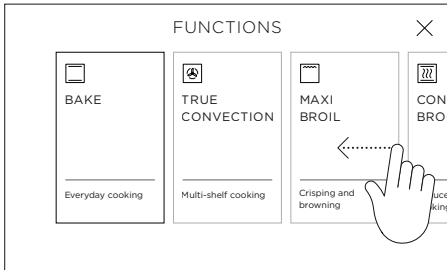 FUNCTIONS
BAKE
Everyday cooking
TRUE
CONVECTION
Multi-shelf cooking
MAXI
BROIL
Crisping and
browning
CON
BRO